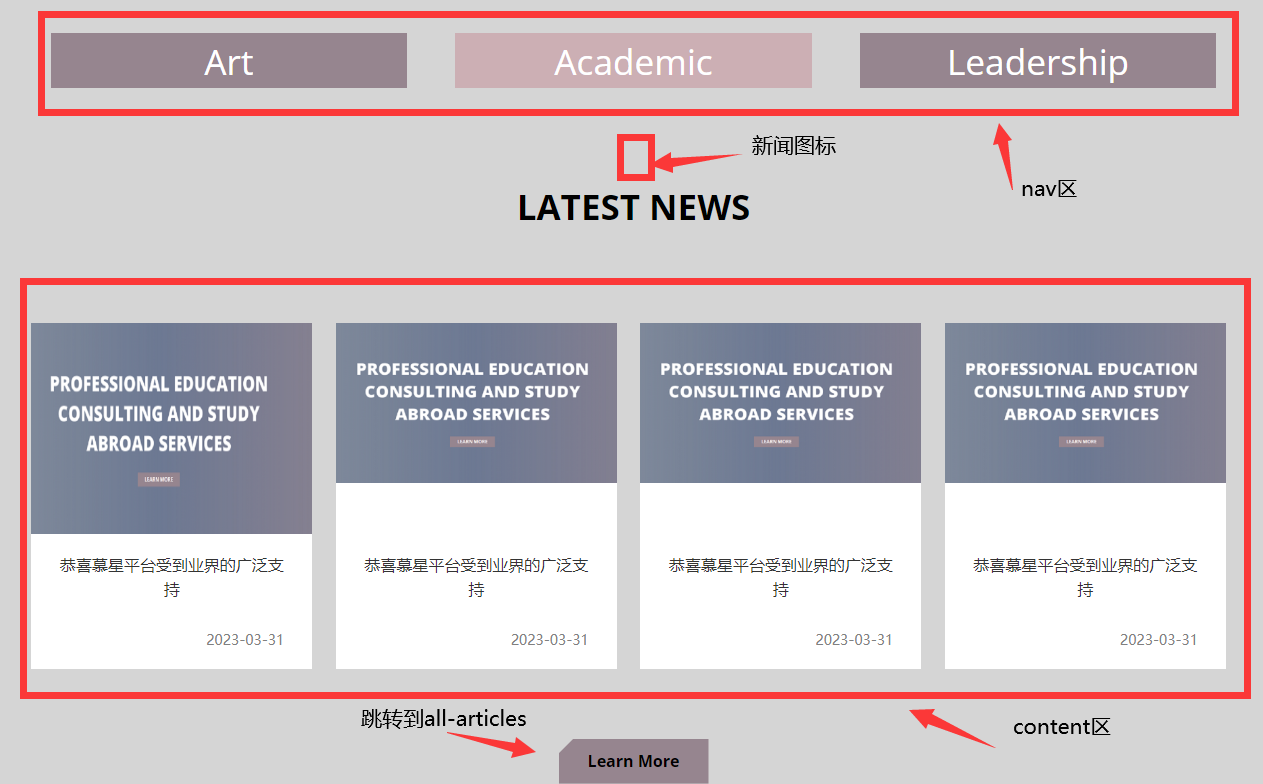 Art
Academic
Leadership
新闻图标
nav区
LATEST NEWS
PROFESSIONAL EDUCATION
CONSULTING AND STUDY
ABROAD SERVICES
LEARN MORE
恭喜慕星平台受到业界的广泛支
持
2023-03-31
PROFESSIONAL EDUCATION
CONSULTING AND STUDY
ABROAD SERVICES
LEARN MORE
恭喜慕星平台受到业界的广泛支
持
2023-03-31
PROFESSIONAL EDUCATION
CONSULTING AND STUDY
ABROAD SERVICES
LEARN MORE
恭喜慕星平台受到业界的广泛支
持
2023-03-31
PROFESSIONAL EDUCATION
CONSULTING AND STUDY
ABROAD SERVICES
LEARN MORE
恭喜慕星平台受到业界的广泛支
持
2023-03-31
跳转到all-articles
content区
Learn More